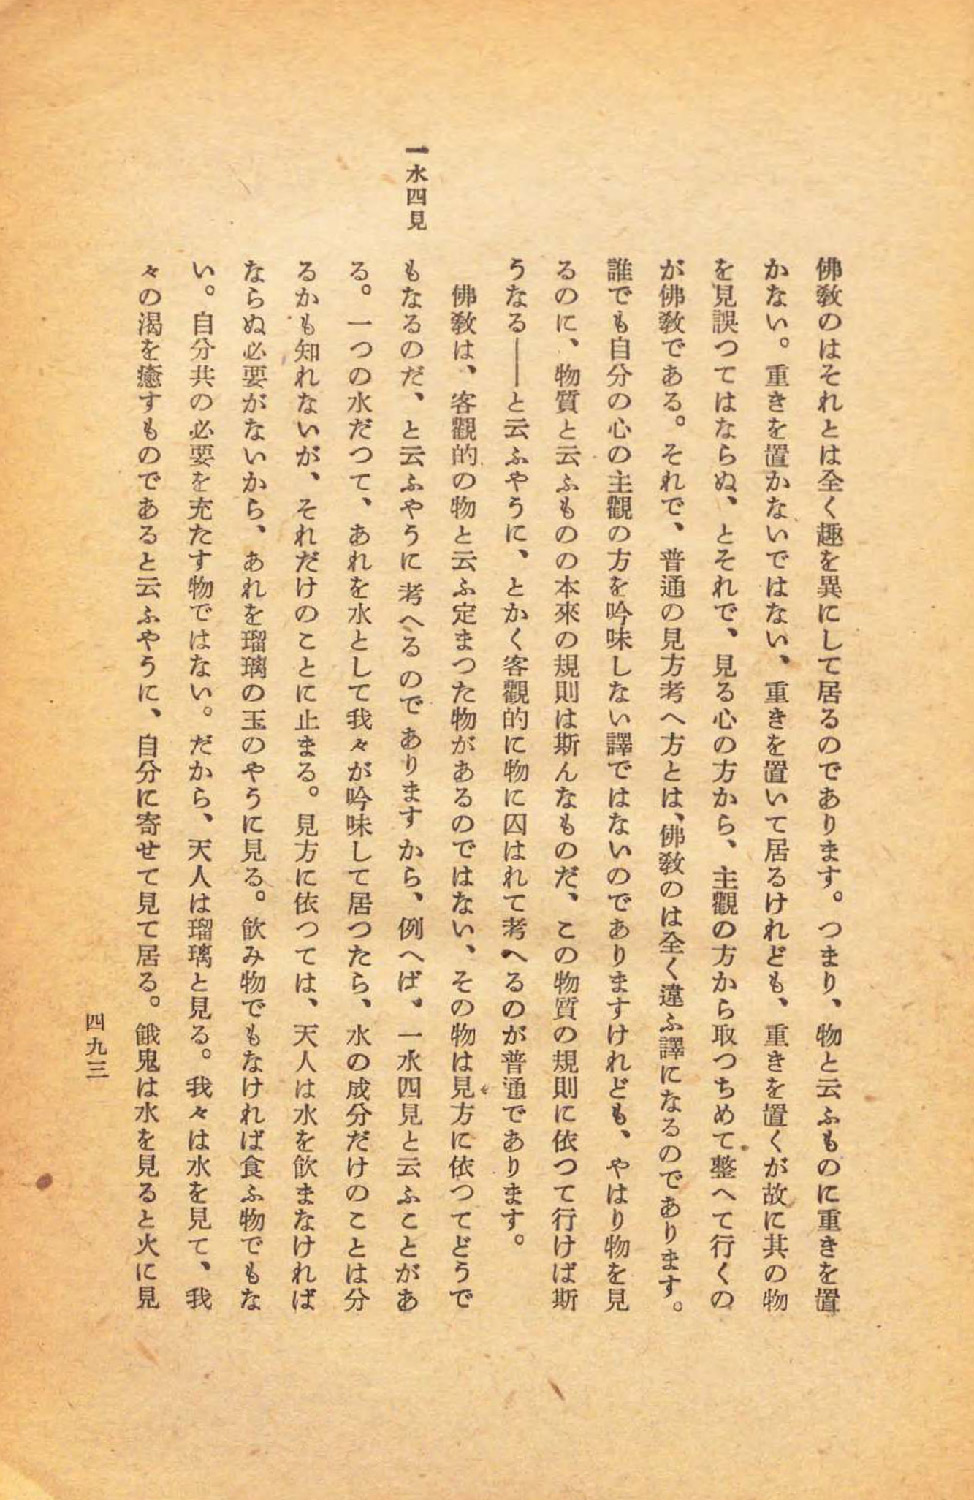 佛敎のはそれとは全く趣を異にして居るのであります。つまり、物と云ふものに重きを置
かない。重きを置かないではない、重きを置いて居るけれども、重きを置くが故に其の物
を見誤つてはならぬ、とそれで、見る心の方から、主觀の方から取つちめて整へて行くの
が佛敎である。それで、普通の見方考へ方とは、佛敎のは全く違ふ譯になるのであります。
誰でも自分の心の主觀の方を吟味しない譯ではないのでありますけれども、やはり物を見
るのに、物質と云ふものの本來の規則は斯んなものだ、この物質の規則に依つて行けば斯
うなる――と云ふやうに、とかく客觀的に物に囚はれて考へるのが普通であります。
佛敎は、客觀的の物と云ふ定まつた物があるのではない、その物は見方に依つてどうで
一水四見
もなるのだ、と云ふやうに考へるのでありますから、例へば、一水四見と云ふことがあ
る。一つの水だつて、あれを水として我々が吟味して居つたら、水の成分だけのことは分
るかも知れないが、それだけのことに止まる。見方に依つては、天人は水を飮まなければ
ならぬ必要がないから、あれを瑠璃の玉のやうに見る。飮み物でもなければ食ふ物でもな
い。自分共の必要を充たす物ではない。だから、天人は瑠璃と見る。我々は水を見て、我
々の渴を癒すものであると云ふやうに、自分に寄せて見て居る。餓鬼は水を見ると火に見
四九三